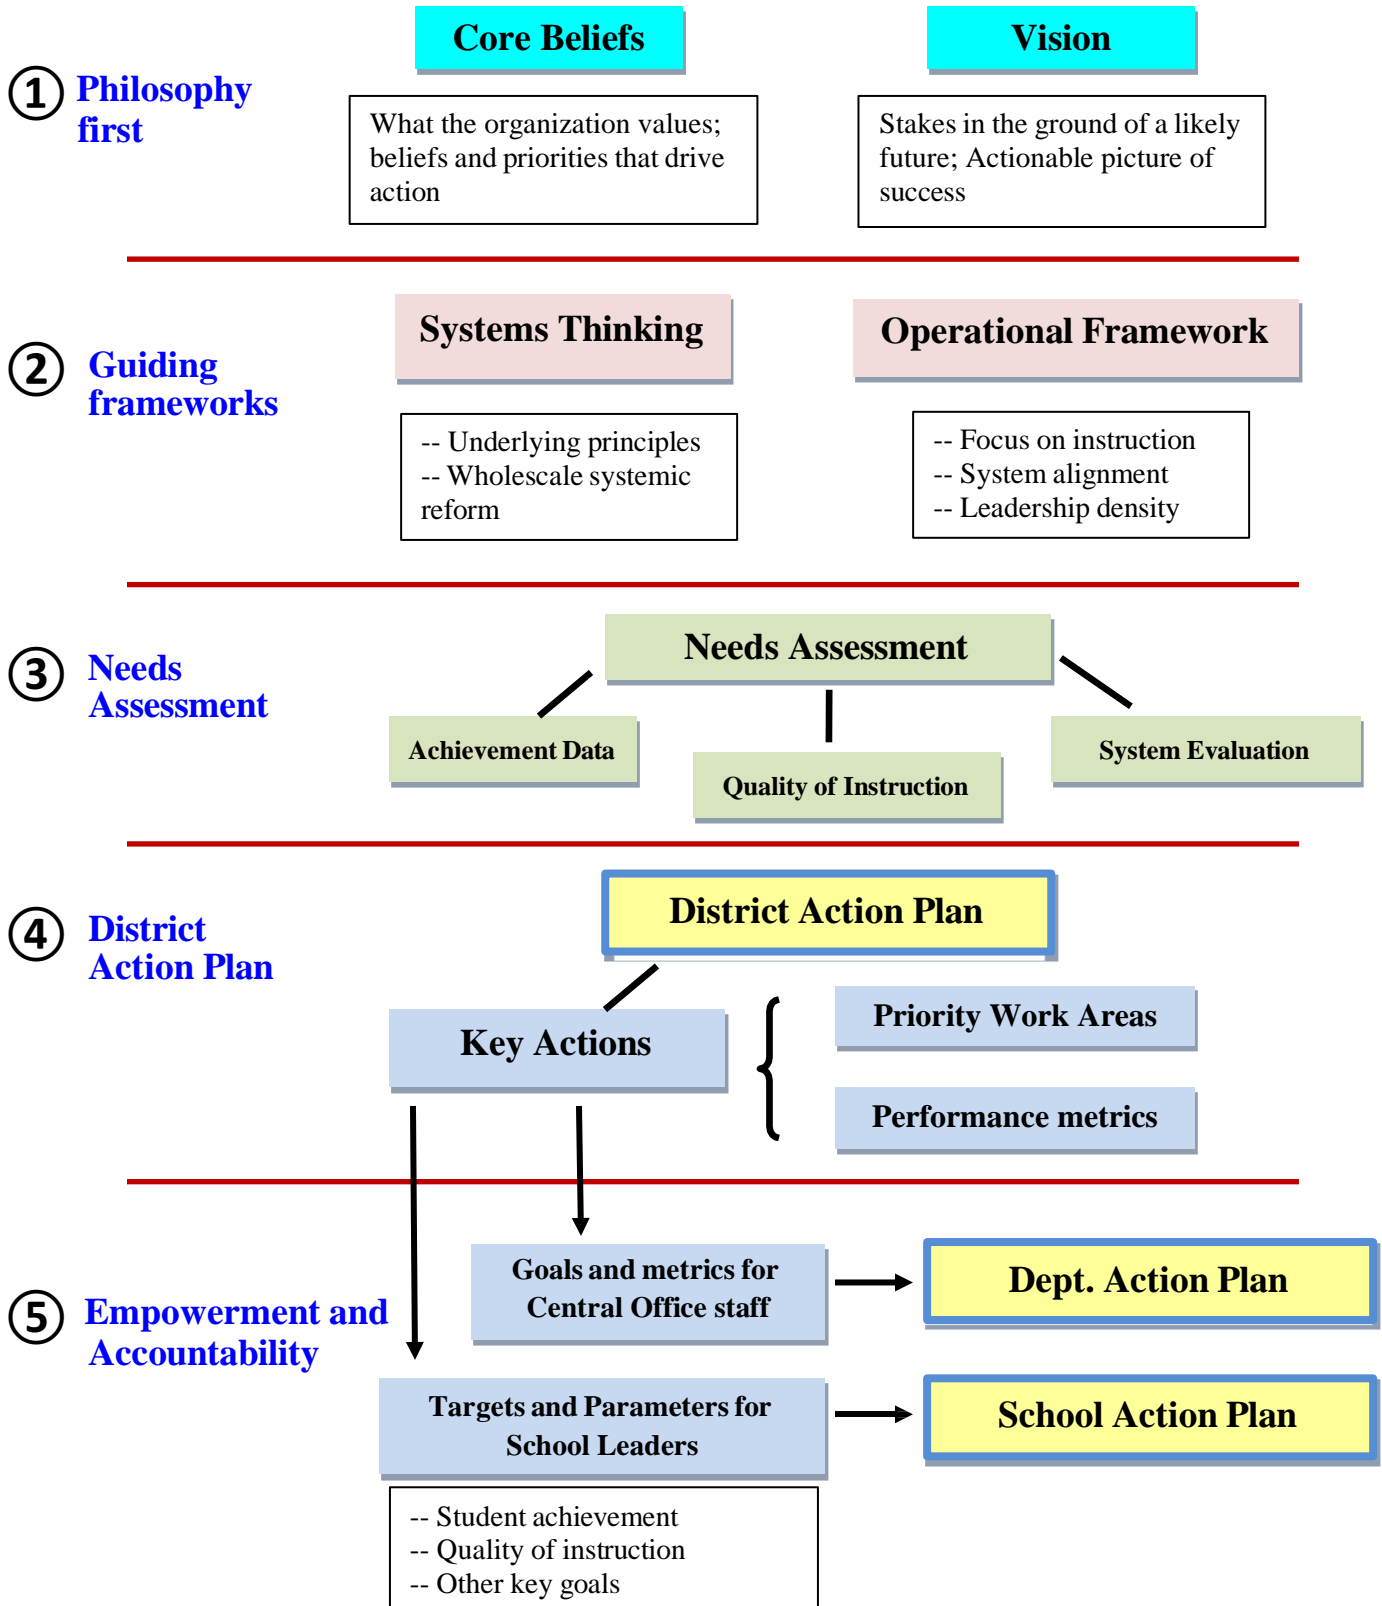 Core Beliefs
Vision
① Philosophy
first
What the organization values;
beliefs and priorities that drive
action
Stakes in the ground of a likely
future; Actionable picture of
success
Systems Thinking
Operational Framework
② Guiding
frameworks
-- Underlying principles
-- Wholescale systemic
reform
-- Focus on instruction
-- System alignment
-- Leadership density
Needs Assessment
③ Needs
Assessment
Achievement Data
Quality of Instruction
System Evaluation
District Action Plan
④ District
Action Plan
Key Actions
Priority Work Areas
Performance metrics
Goals and metrics for
Central Office staff
Dept. Action Plan
⑤ Empowerment and
Accountability
Targets and Parameters for
School Leaders
School Action Plan
-- Student achievement
-- Quality of instruction
-- Other key goals